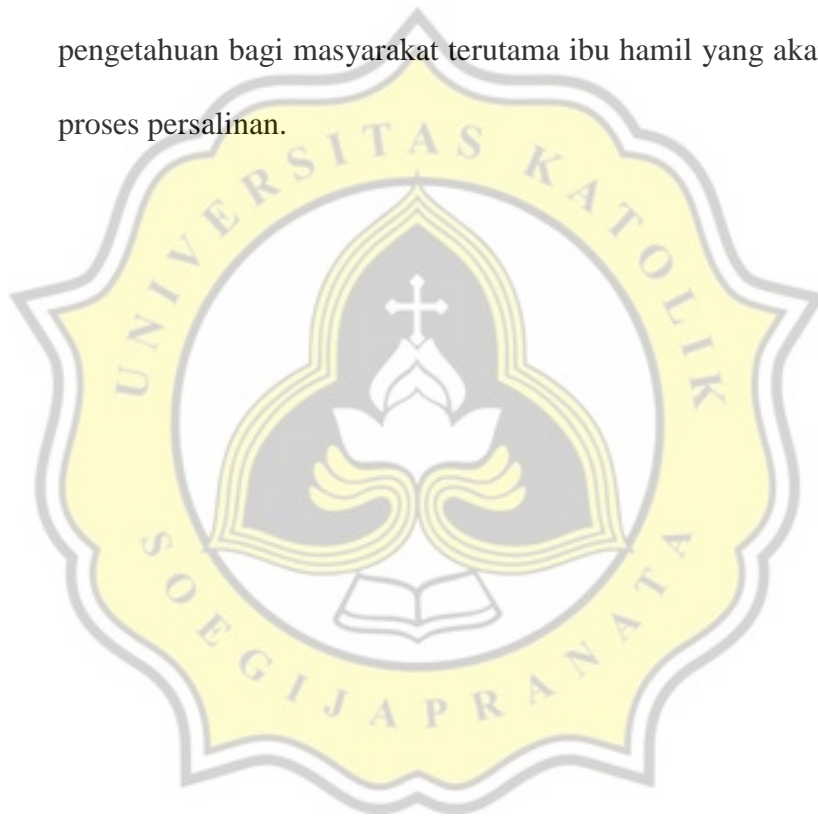 pengetahuan bagi masyarakat terutama ibu hamil yang aka
proses persalinan.
UNIVERSITAS KATOLIK
SOEGIJAPRANATA